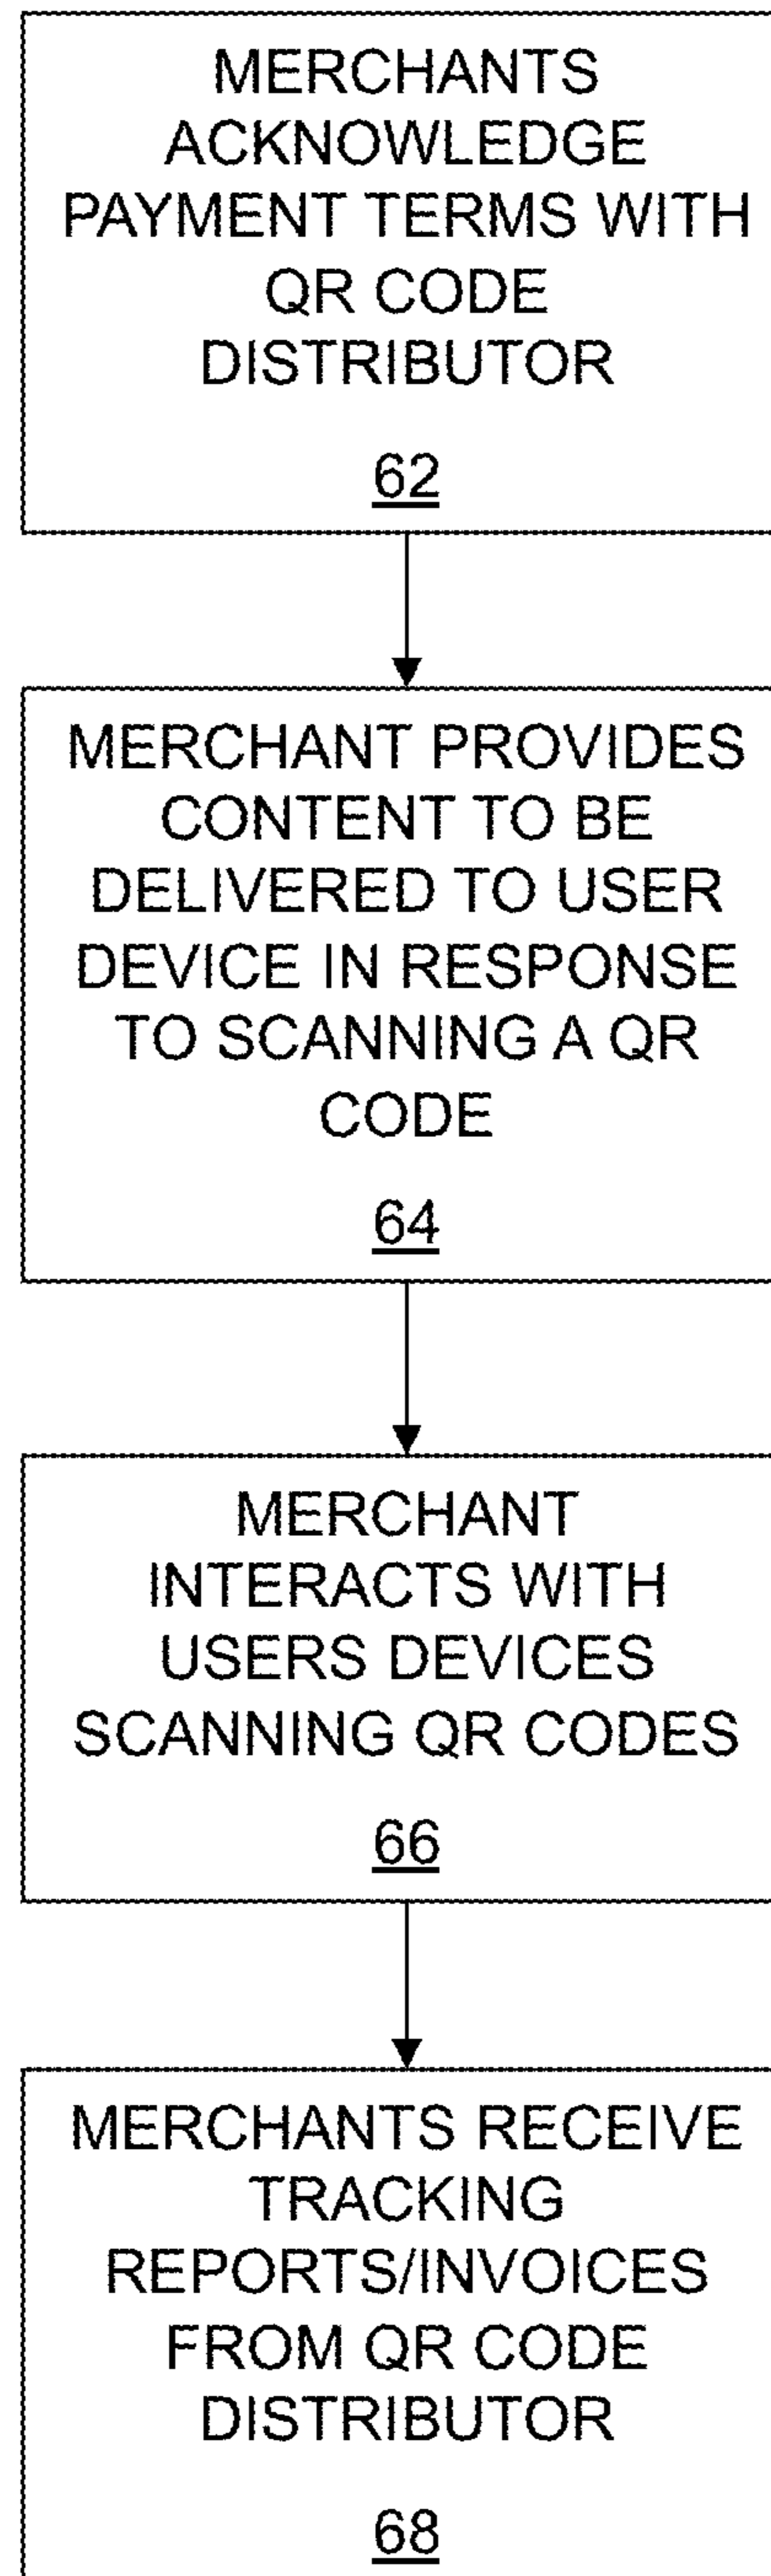 MERCHANTS
ACKNOWLEDGE
PAYMENT TERMS WITH
QR CODE
DISTRIBUTOR
62
MERCHANT PROVIDES
CONTENT TO BE
DELIVERED TO USER
DEVICE IN RESPONSE
TO SCANNING A QR
CODE
64
MERCHANT
INTERACTS WITH
USERS DEVICES
SCANNING QR CODES
66
MERCHANTS RECEIVE
TRACKING
REPORTS/INVOICES
FROM QR CODE
DISTRIBUTOR
68